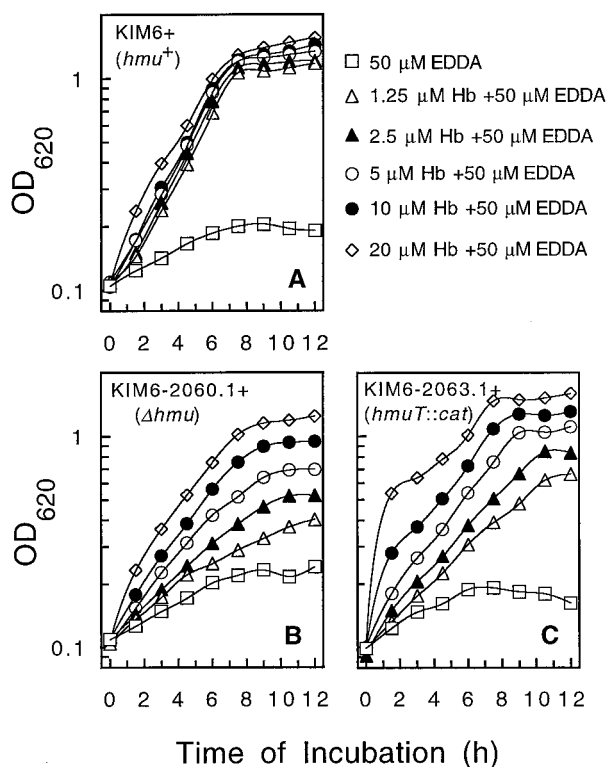 KIM6+
(hmu+)
1
OD620
0.1
A
0 2 4 6 8 10 12
50 µM EDDA
1.25 µM Hb +50 µM EDDA
2.5 µM Hb +50 µM EDDA
5 µM Hb +50 µM EDDA
10 µM Hb +50 µM EDDA
20 µM Hb +50 µM EDDA
KIM6-2060.1+
(Δhmu)
1
OD620
0.1
B
0 2 4 6 8 10 12
KIM6-2063.1+
(hmuT::cat)
C
0 2 4 6 8 10 12
Time of Incubation (h)